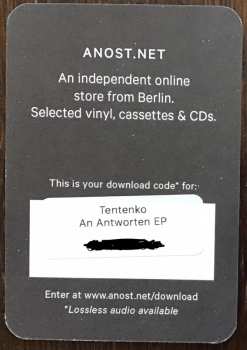 ANOST.NET
An independent online
store from Berlin.
Selected vinyl, cassettes & CDs.
This is your download code* for:
Tentenko
An Antworten EP
Enter at www.anost.net/download
*Lossless audio available